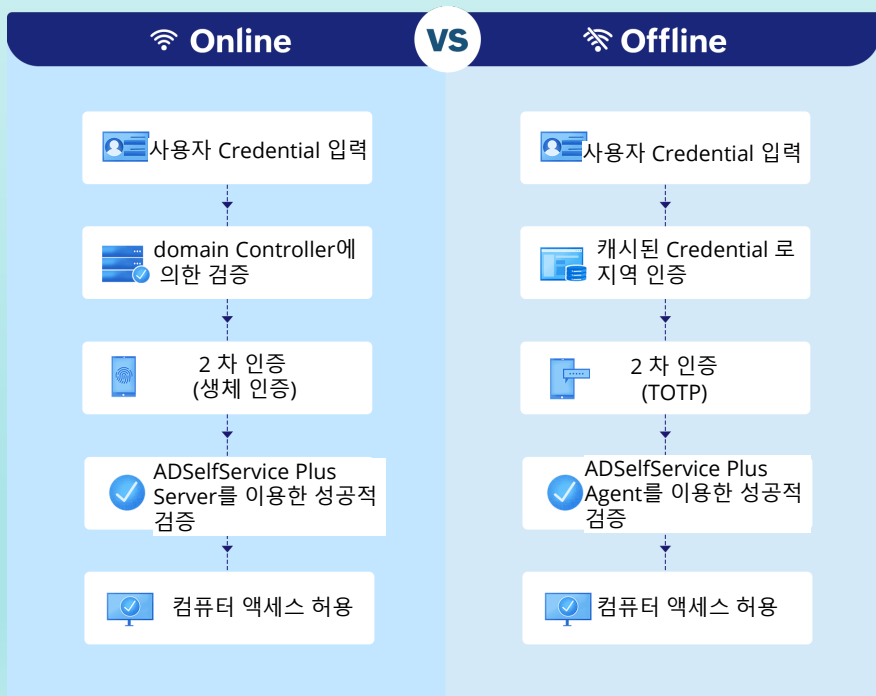 Online
VS
Offline
사용자 Credential 입력
domain Controller에
의한 검증
2 차 인증
(생체 인증)
ADSelfService Plus
Server를 이용한 성공적
검증
컴퓨터 액세스 허용
사용자 Credential 입력
캐시된 Credential 로
지역 인증
2 차 인증
(TOTP)
ADSelfService Plus
Agent를 이용한 성공적
검증
컴퓨터 액세스 허용